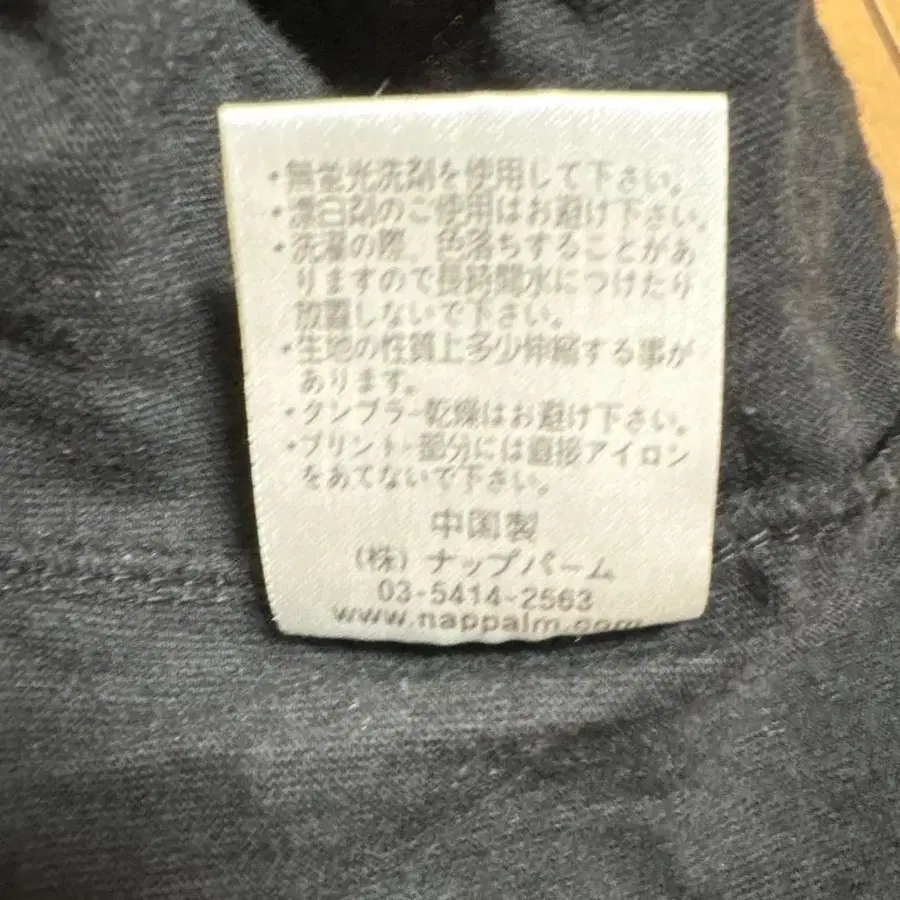 ・無蛍光洗剤を使用して下さい。
・漂白剤のご使用はお避け下さい。
・洗濯の際、色落ちすることがあ
りますので長時間水につけたり
放置しないで下さい。
・生地の性質上多少伸縮する事が
あります。
・タンブラー乾燥はお避け下さい。
・プリント部分には直接アイロン
をあてないで下さい。
中国製
(株) ナップパーム
03-5414-2563
www.nappalm.com